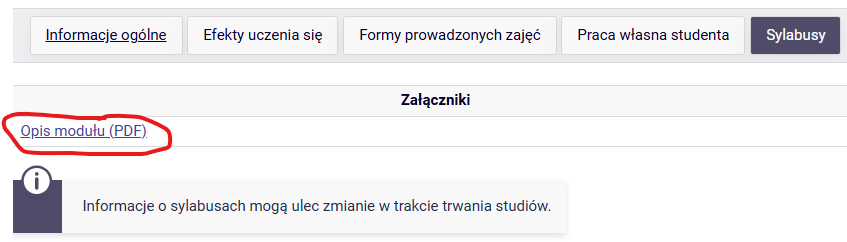 Informacje ogólne Efekty uczenia się Formy prowadzonych zajęć Praca własna studenta Sylabusy
Załączniki
Opis modułu (PDF)
Informacje o sylabusach mogą ulec zmianie w trakcie trwania studiów.